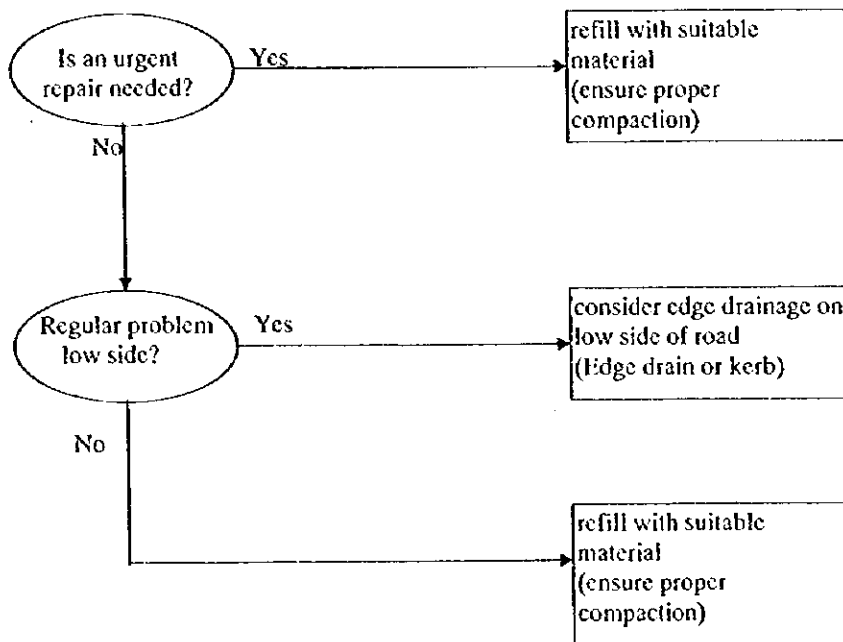 Is an urgent
repair needed?
Yes
refill with suitable
material
(ensure proper
compaction)
No
Regular problem
low side?
Yes
consider edge drainage on
low side of road
(Edge drain or kerb)
No
refill with suitable
material
(ensure proper
compaction)